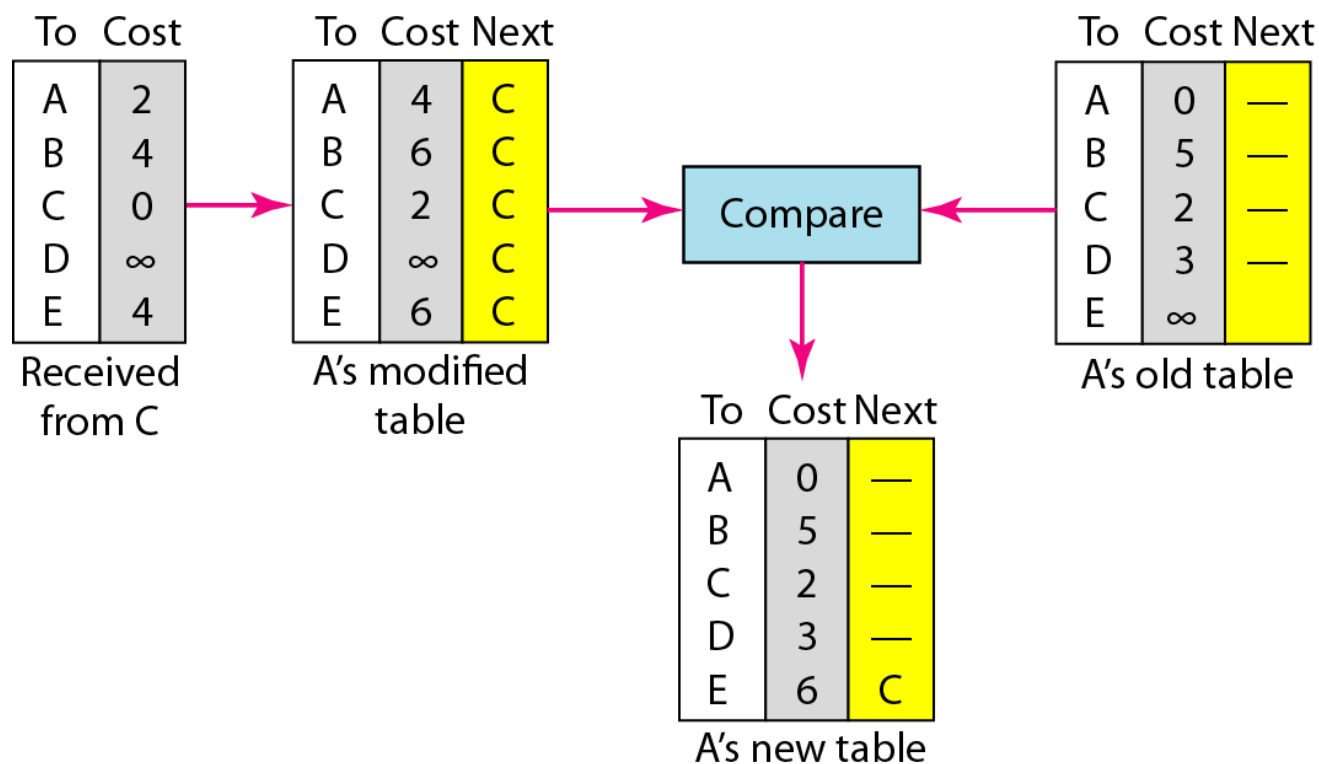 To Cost
A 2
B 4
C 0
D ∞
E 4
Received
from C
To Cost Next
A 4 C
B 6 C
C 2 C
D ∞ C
E 6 C
A's modified
table
Compare
To Cost Next
A 0 —
B 5 —
C 2 —
D 3 —
E ∞
A's old table
To Cost Next
A 0 —
B 5 —
C 2 —
D 3 —
E 6 C
A's new table